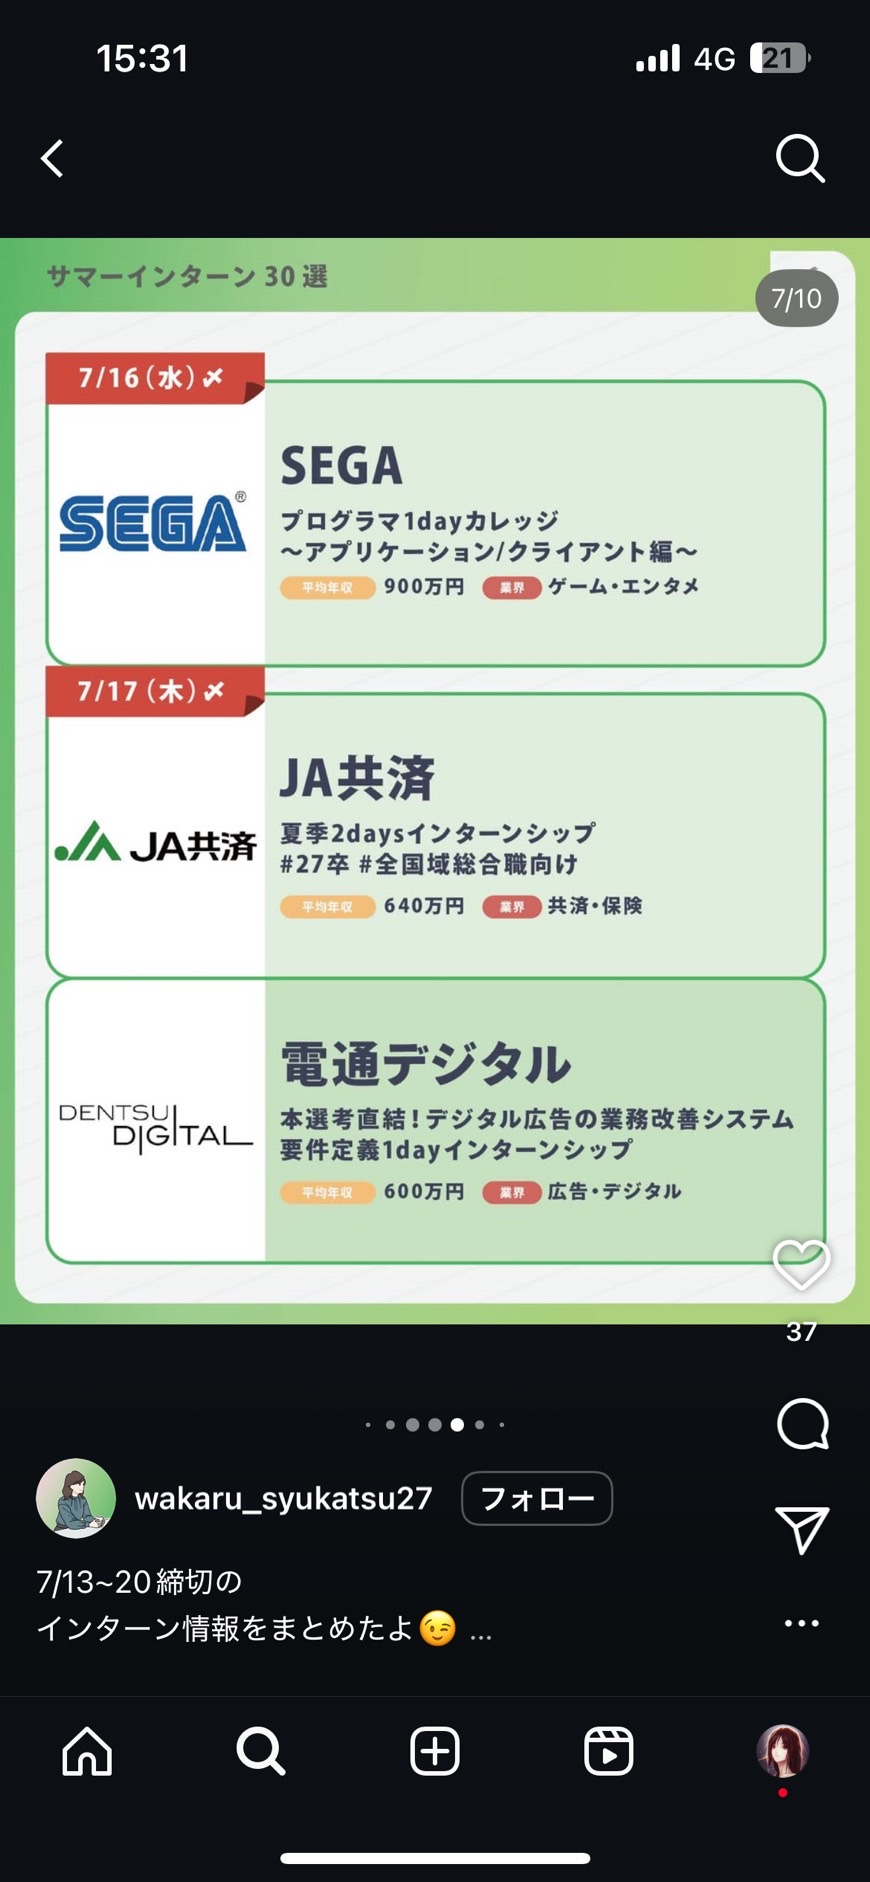 15:31
4G
21
サマーインターン 30 選
7/10
7/16(水)〆
SEGA®
SEGA
プログラマ1dayカレッジ
〜アプリケーション/クライアント編〜
平均年収 900万円 業界 ゲーム・エンタメ
7/17(木)〆
JA共済
JA共済
夏季2daysインターンシップ
#27卒 #全国域総合職向け
平均年収 640万円 業界 共済・保険
DENTSU
DIGITAL
電通デジタル
本選考直結!デジタル広告の業務改善システム
要件定義1dayインターンシップ
平均年収 600万円 業界 広告・デジタル
37
wakaru_syukatsu27
フォロー
7/13~20締切の
インターン情報をまとめたよ😉 ...